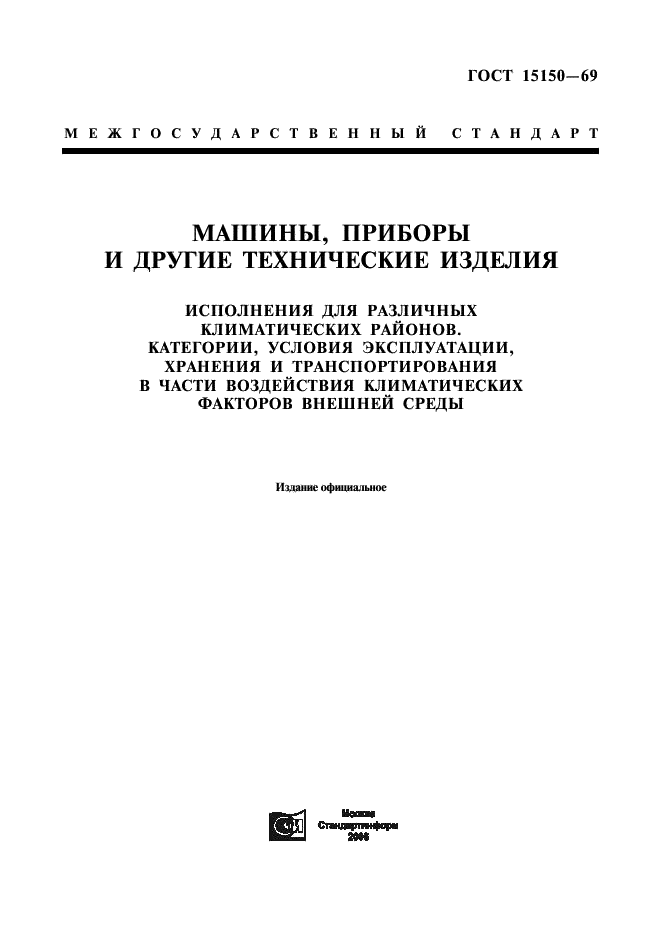 ГОСТ 15150—69
МЕЖГОСУДАРСТВЕННЫЙ СТАНДАРТ
МАШИНЫ, ПРИБОРЫ
И ДРУГИЕ ТЕХНИЧЕСКИЕ ИЗДЕЛИЯ
ИСПОЛНЕНИЯ ДЛЯ РАЗЛИЧНЫХ
КЛИМАТИЧЕСКИХ РАЙОНОВ.
КАТЕГОРИИ, УСЛОВИЯ ЭКСПЛУАТАЦИИ,
ХРАНЕНИЯ И ТРАНСПОРТИРОВАНИЯ
В ЧАСТИ ВОЗДЕЙСТВИЯ КЛИМАТИЧЕСКИХ
ФАКТОРОВ ВНЕШНЕЙ СРЕДЫ
Издание официальное
Москва
Стандартинформ